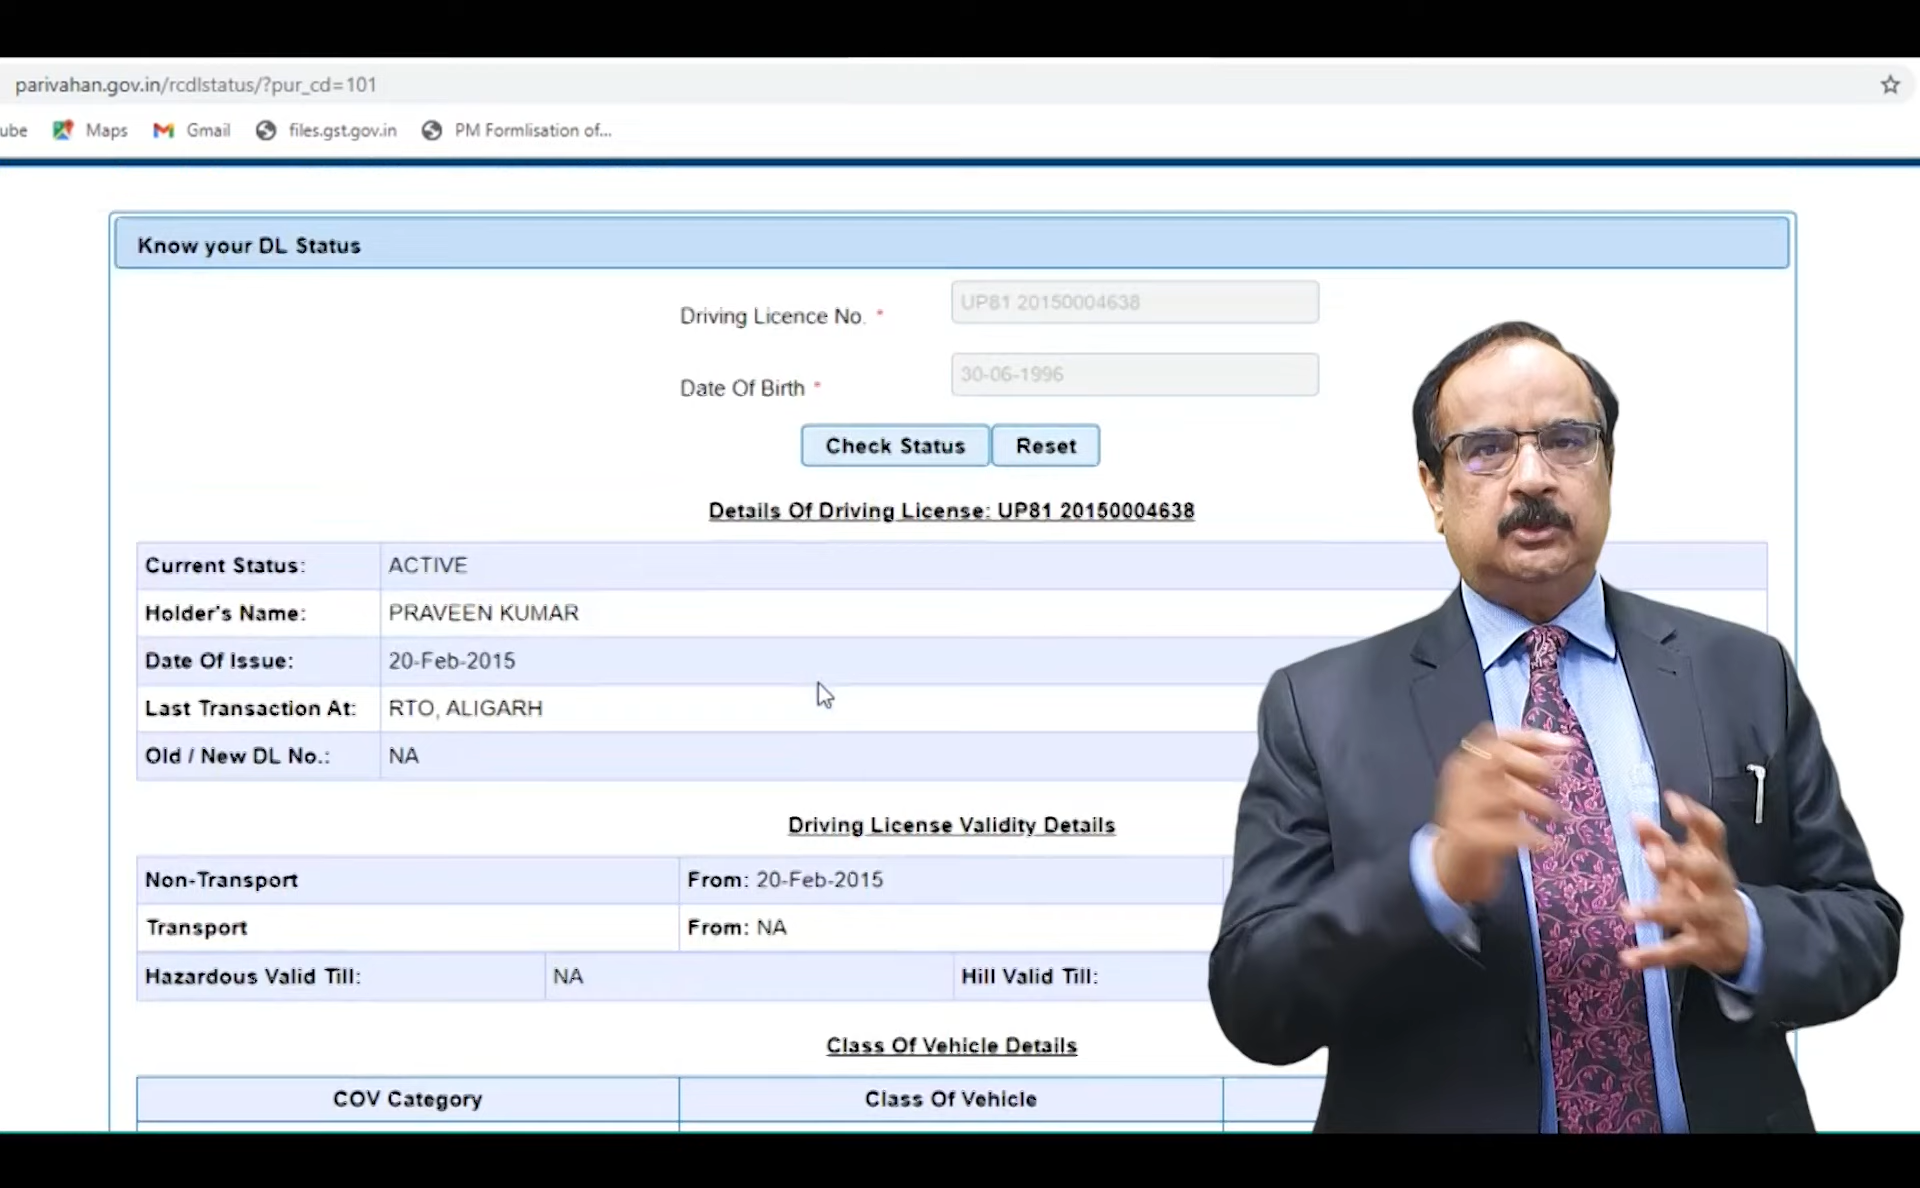 parivahan.gov.in/rcdlstatus/?pur_cd=101
ube Maps Gmail files.gst.gov.in PM Formlisation of...
Know your DL Status
Driving Licence No. * UP81 20150004638
Date Of Birth * 30-06-1996
Check Status Reset
Details Of Driving License: UP81 20150004638
Current Status: ACTIVE
Holder's Name: PRAVEEN KUMAR
Date Of Issue: 20-Feb-2015
Last Transaction At: RTO, ALIGARH
Old / New DL No.: NA
Driving License Validity Details
Non-Transport From: 20-Feb-2015
Transport From: NA
Hazardous Valid Till: NA Hill Valid Till:
Class Of Vehicle Details
COV Category Class Of Vehicle